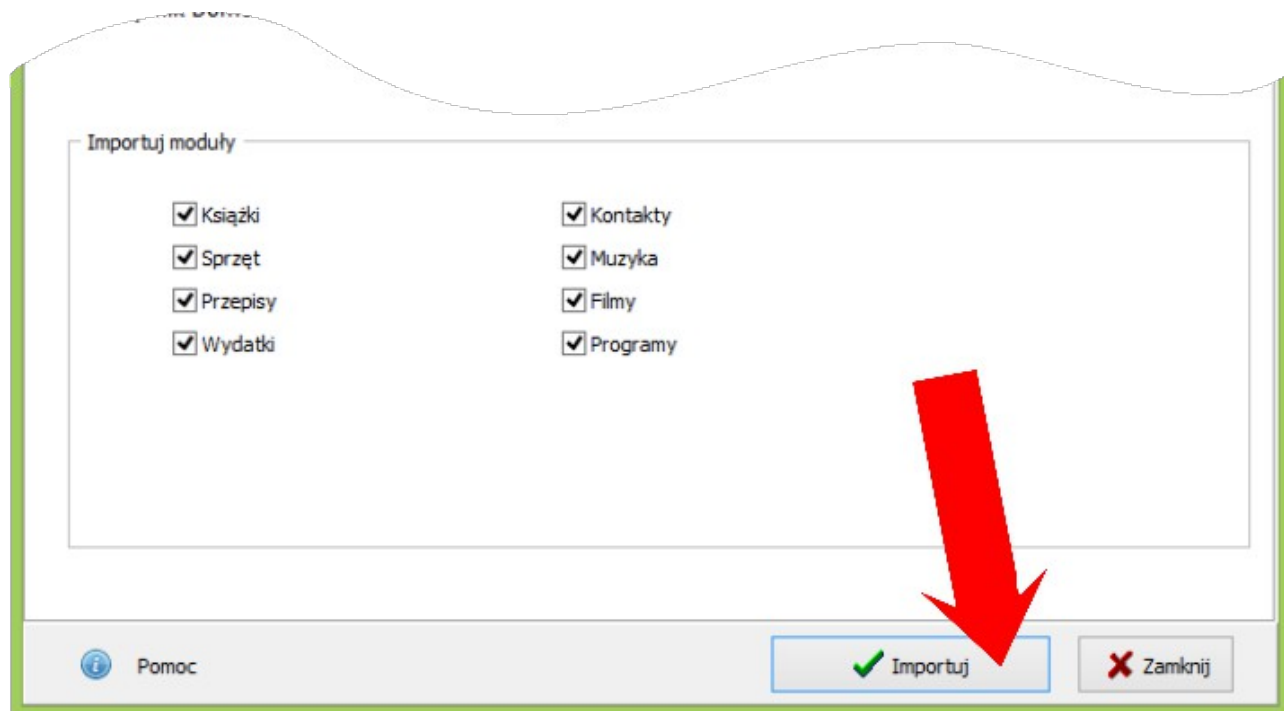 Importuj moduły
Książki
Kontakty
Sprzęt
Muzyka
Przepisy
Filmy
Wydatki
Programy
Pomoc
Importuj
Zamknij